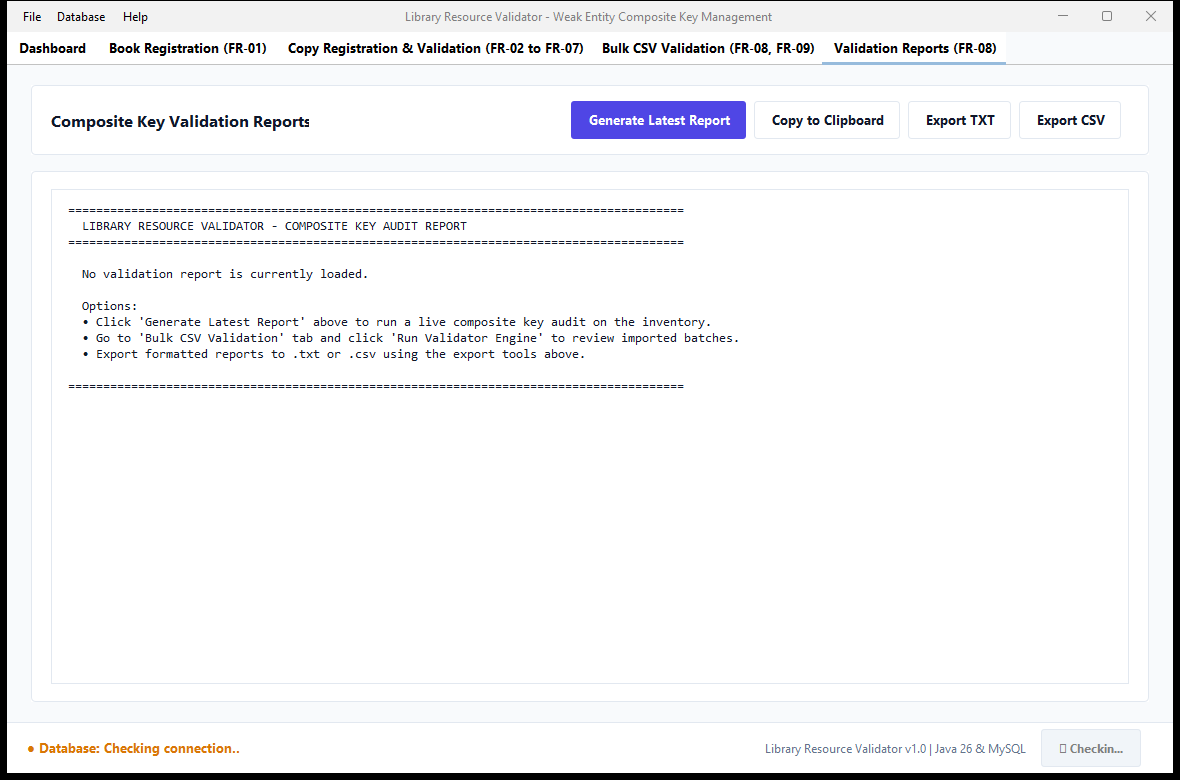 File Database Help Library Resource Validator - Weak Entity Composite Key Management
Dashboard Book Registration (FR-01) Copy Registration & Validation (FR-02 to FR-07) Bulk CSV Validation (FR-08, FR-09) Validation Reports (FR-08)
Composite Key Validation Reports Generate Latest Report Copy to Clipboard Export TXT Export CSV
========================================================================================
LIBRARY RESOURCE VALIDATOR - COMPOSITE KEY AUDIT REPORT
========================================================================================
No validation report is currently loaded.
Options:
• Click 'Generate Latest Report' above to run a live composite key audit on the inventory.
• Go to 'Bulk CSV Validation' tab and click 'Run Validator Engine' to review imported batches.
• Export formatted reports to .txt or .csv using the export tools above.
========================================================================================
● Database: Checking connection.. Library Resource Validator v1.0 | Java 26 & MySQL Checkin...